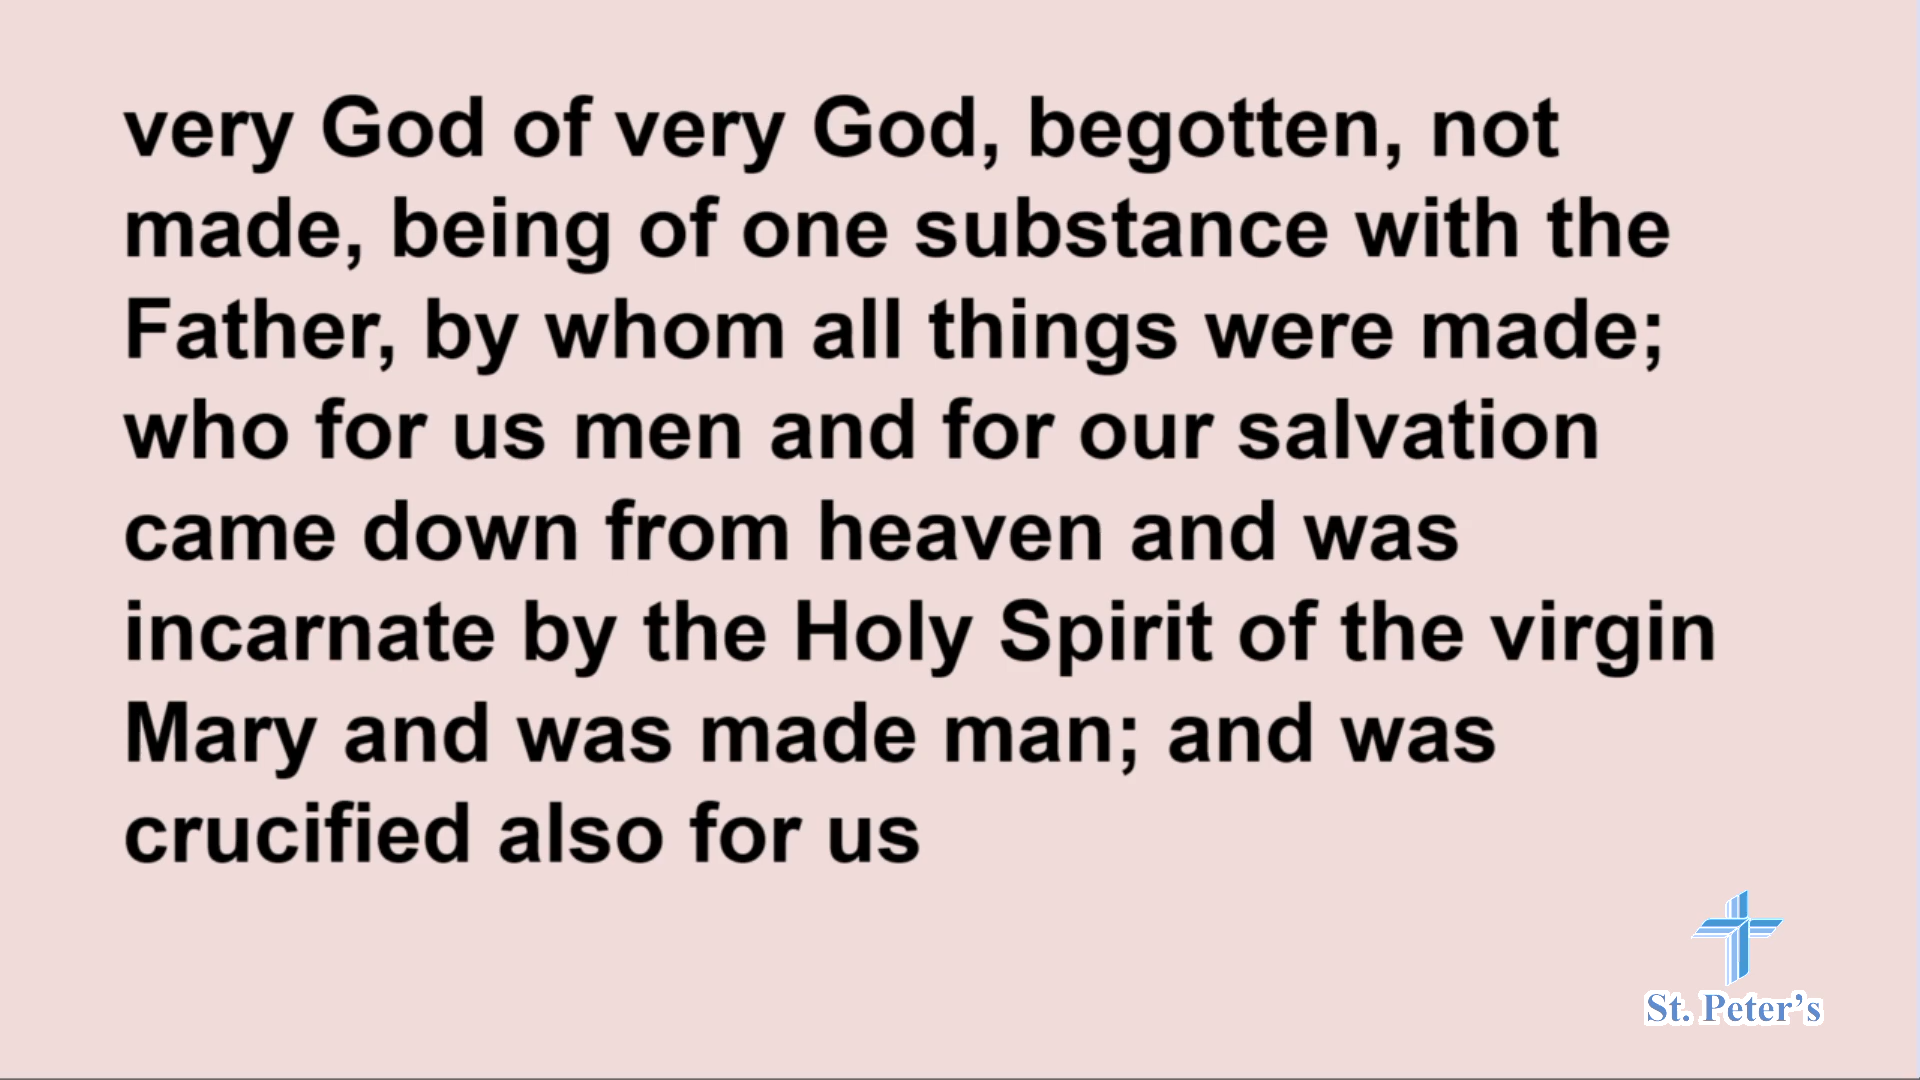 very God of very God, begotten, not
made, being of one substance with the
Father, by whom all things were made;
who for us men and for our salvation
came down from heaven and was
incarnate by the Holy Spirit of the virgin
Mary and was made man; and was
crucified also for us
St. Peter’s